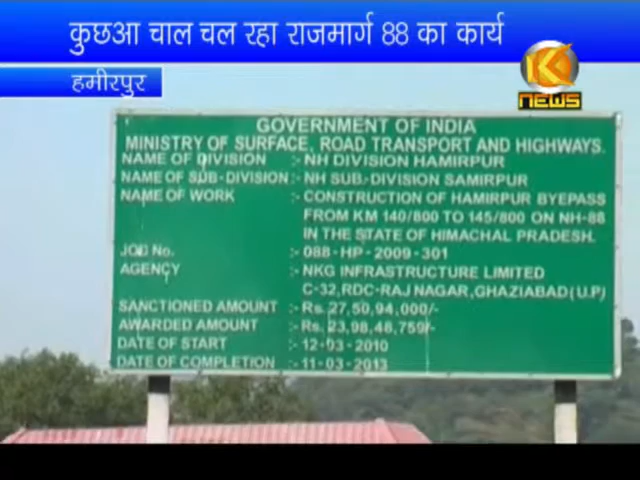 कुछआ चाल चल रहा राजमार्ग 88 का कार्य
हमीरपुर
K
NEWS
GOVERNMENT OF INDIA
MINISTRY OF SURFACE, ROAD TRANSPORT AND HIGHWAYS.
NAME OF DIVISION :- NH DIVISION HAMIRPUR
NAME OF SUB-DIVISION :- NH SUB.-DIVISION SAMIRPUR
NAME OF WORK :- CONSTRUCTION OF HAMIRPUR BYEPASS
FROM KM 140/800 TO 145/800 ON NH-88
IN THE STATE OF HIMACHAL PRADESH.
JOB No. :- 088-HP-2009-301
AGENCY :- NKG INFRASTRUCTURE LIMITED
C-32, RDC-RAJ NAGAR, GHAZIABAD (U.P)
SANCTIONED AMOUNT :- Rs. 27,50,94,000/-
AWARDED AMOUNT :- Rs. 23,98,48,759/-
DATE OF START :- 12-03-2010
DATE OF COMPLETION :- 11-03-2013